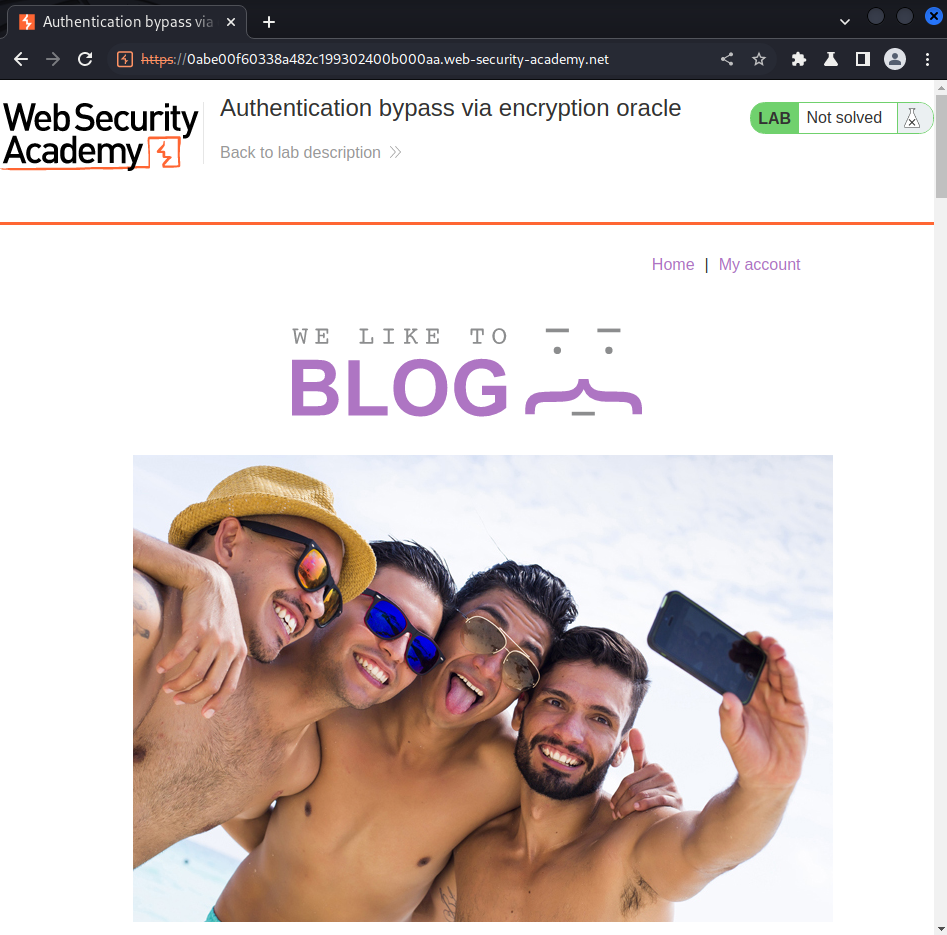 Authentication bypass via
https://0abe00f60338a482c199302400b000aa.web-security-academy.net
Web Security
Academy
Authentication bypass via encryption oracle
Back to lab description
LAB Not solved
Home | My account
WE LIKE TO
BLOG